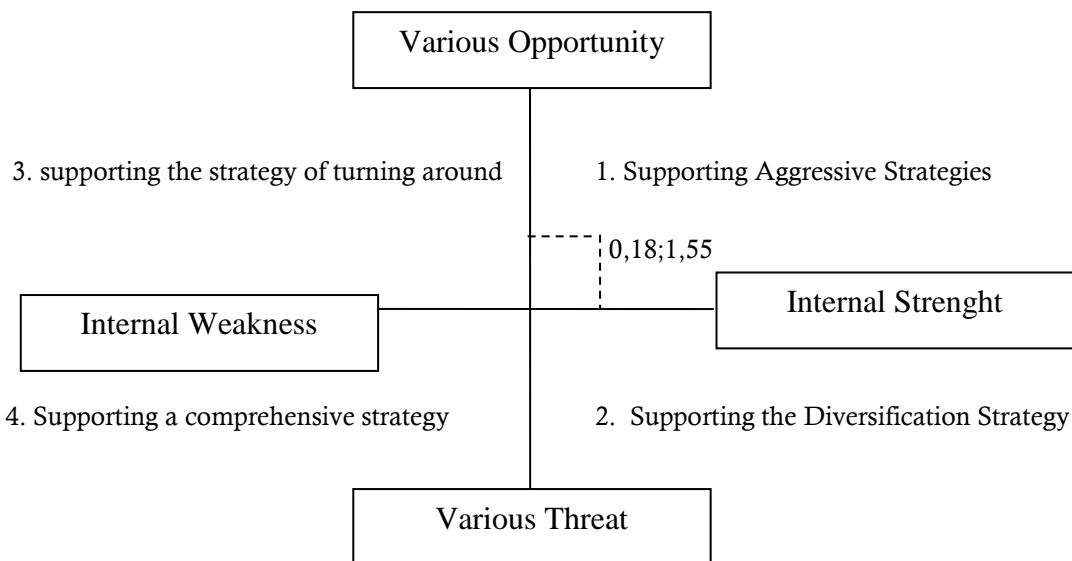 Various Opportunity
3. supporting the strategy of turning around
1. Supporting Aggressive Strategies
0,18;1,55
Internal Weakness
Internal Strenght
4. Supporting a comprehensive strategy
2. Supporting the Diversification Strategy
Various Threat